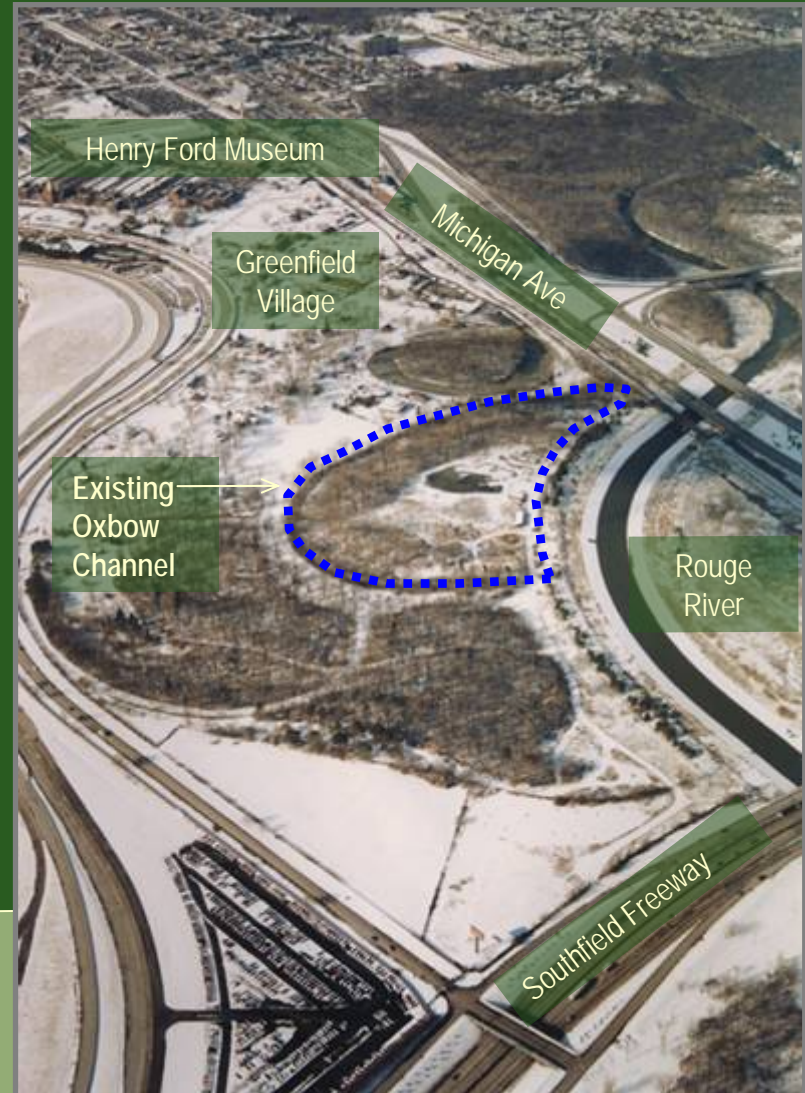 Henry Ford Museum
Michigan Ave
Greenfield
Village
Existing
Oxbow
Channel
Rouge
River
Southfield Freeway